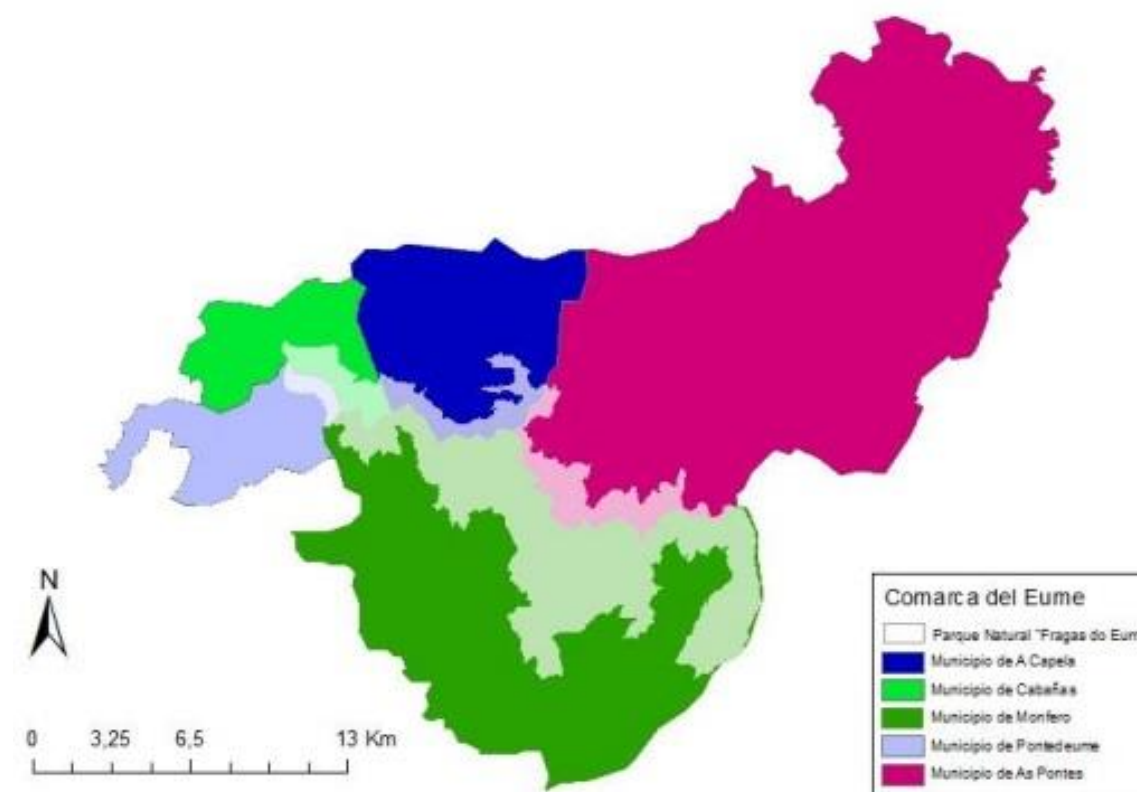 N
0 3,25 6,5 13 Km
Comarca del Eume
Parque Natural "Fragas do Eum
Municipio de A Capela
Municipio de Cabañas
Municipio de Monfero
Municipio de Pontedeume
Municipio de As Pontes